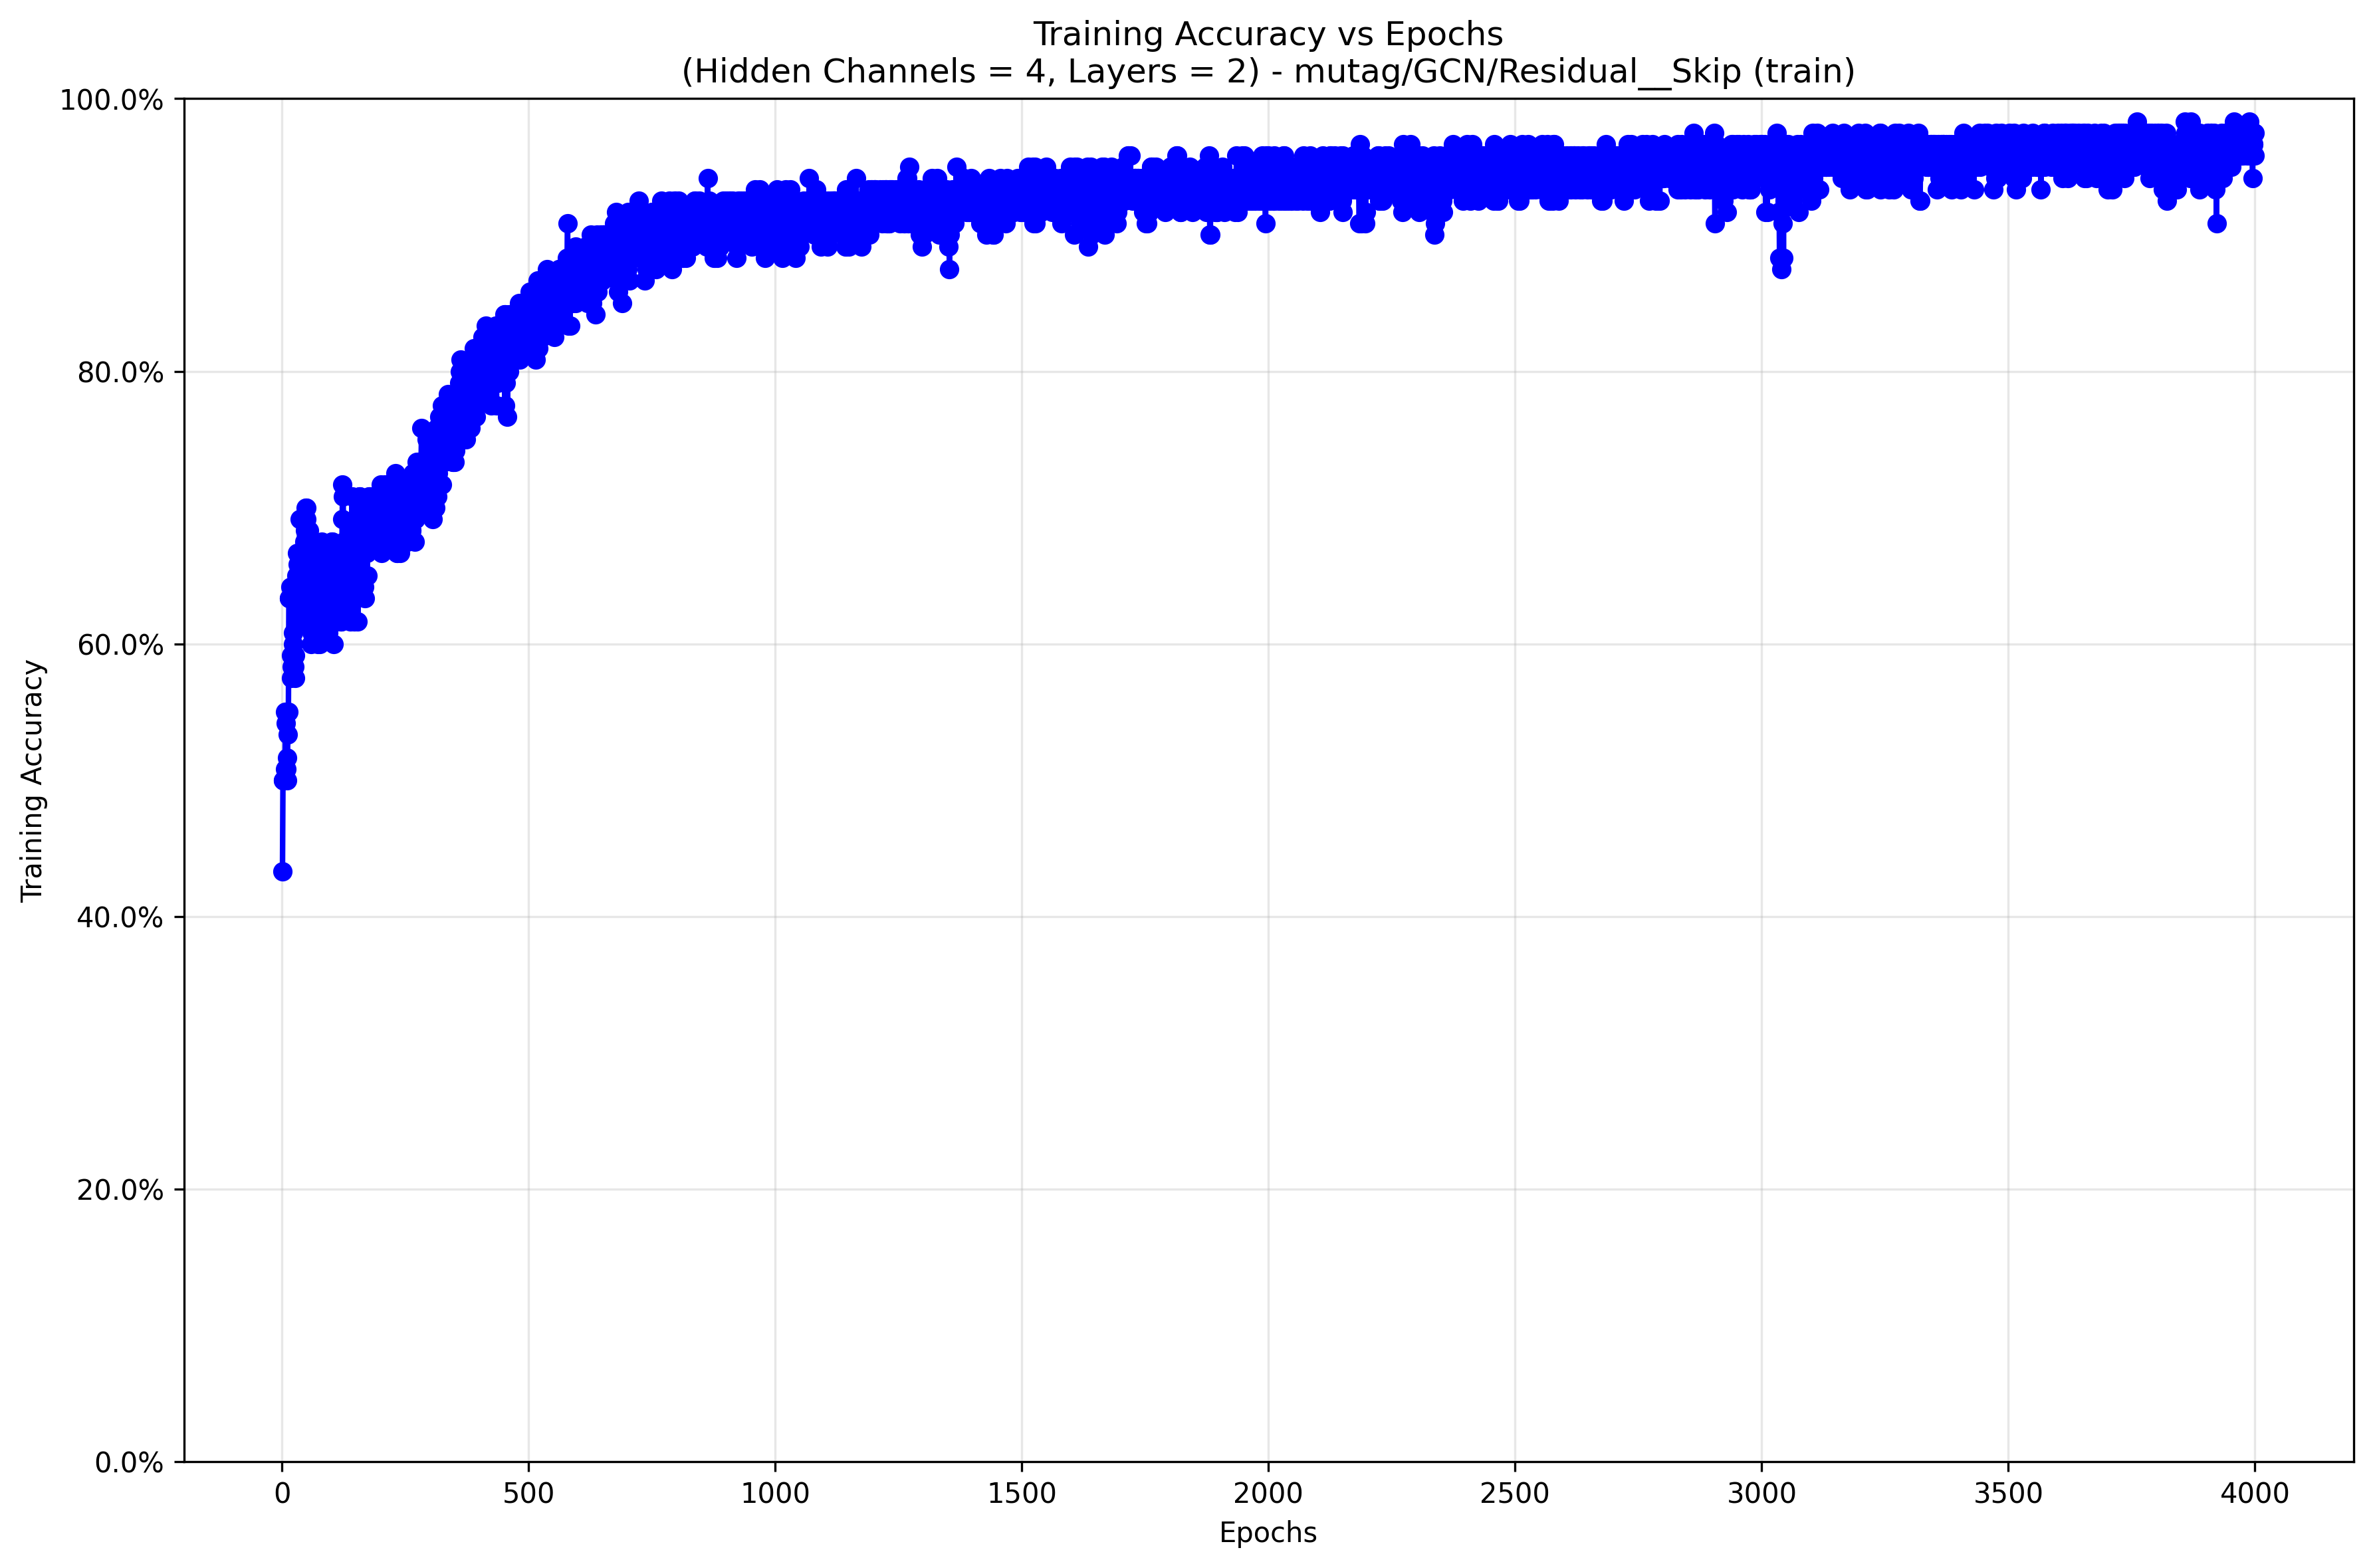 Training Accuracy vs Epochs
(Hidden Channels = 4, Layers = 2) - mutag/GCN/Residual__Skip (train)
100.0%
80.0%
60.0%
40.0%
20.0%
0.0%
Training Accuracy
0 500 1000 1500 2000 2500 3000 3500 4000
Epochs